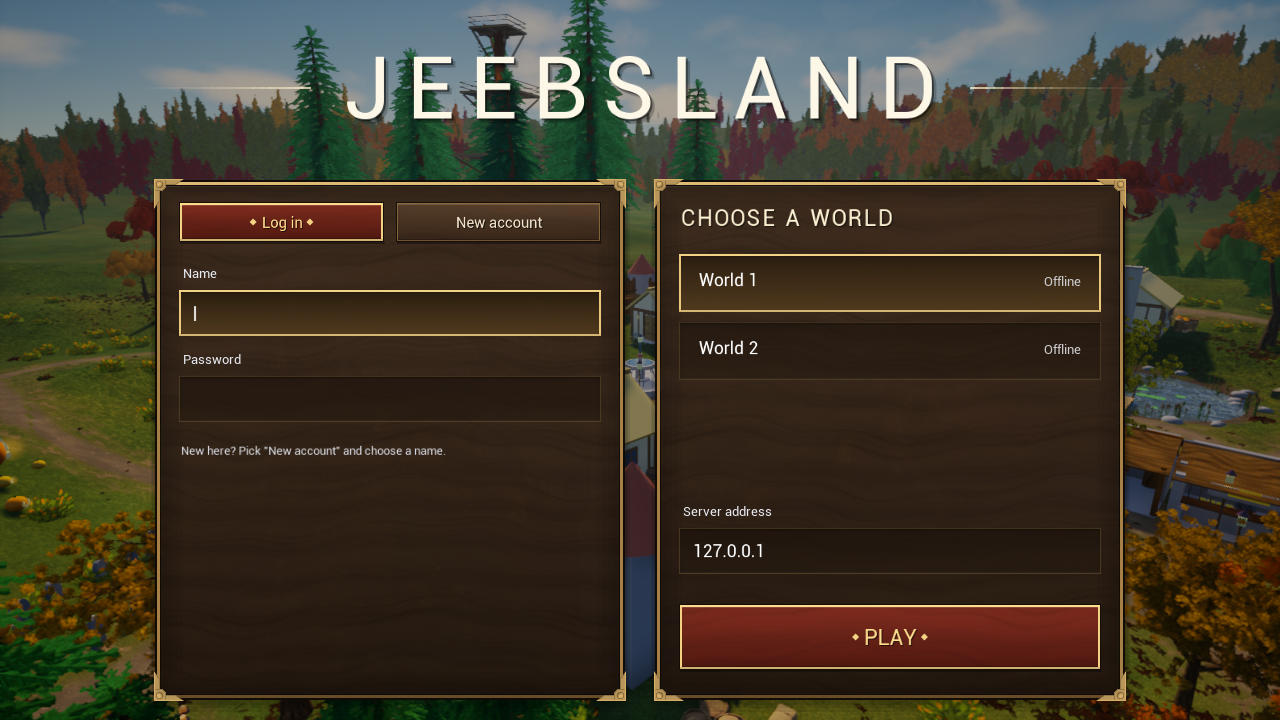 JEEBSLAND
Log in
New account
Name
Password
New here? Pick "New account" and choose a name.
CHOOSE A WORLD
World 1 Offline
World 2 Offline
Server address
127.0.0.1
PLAY